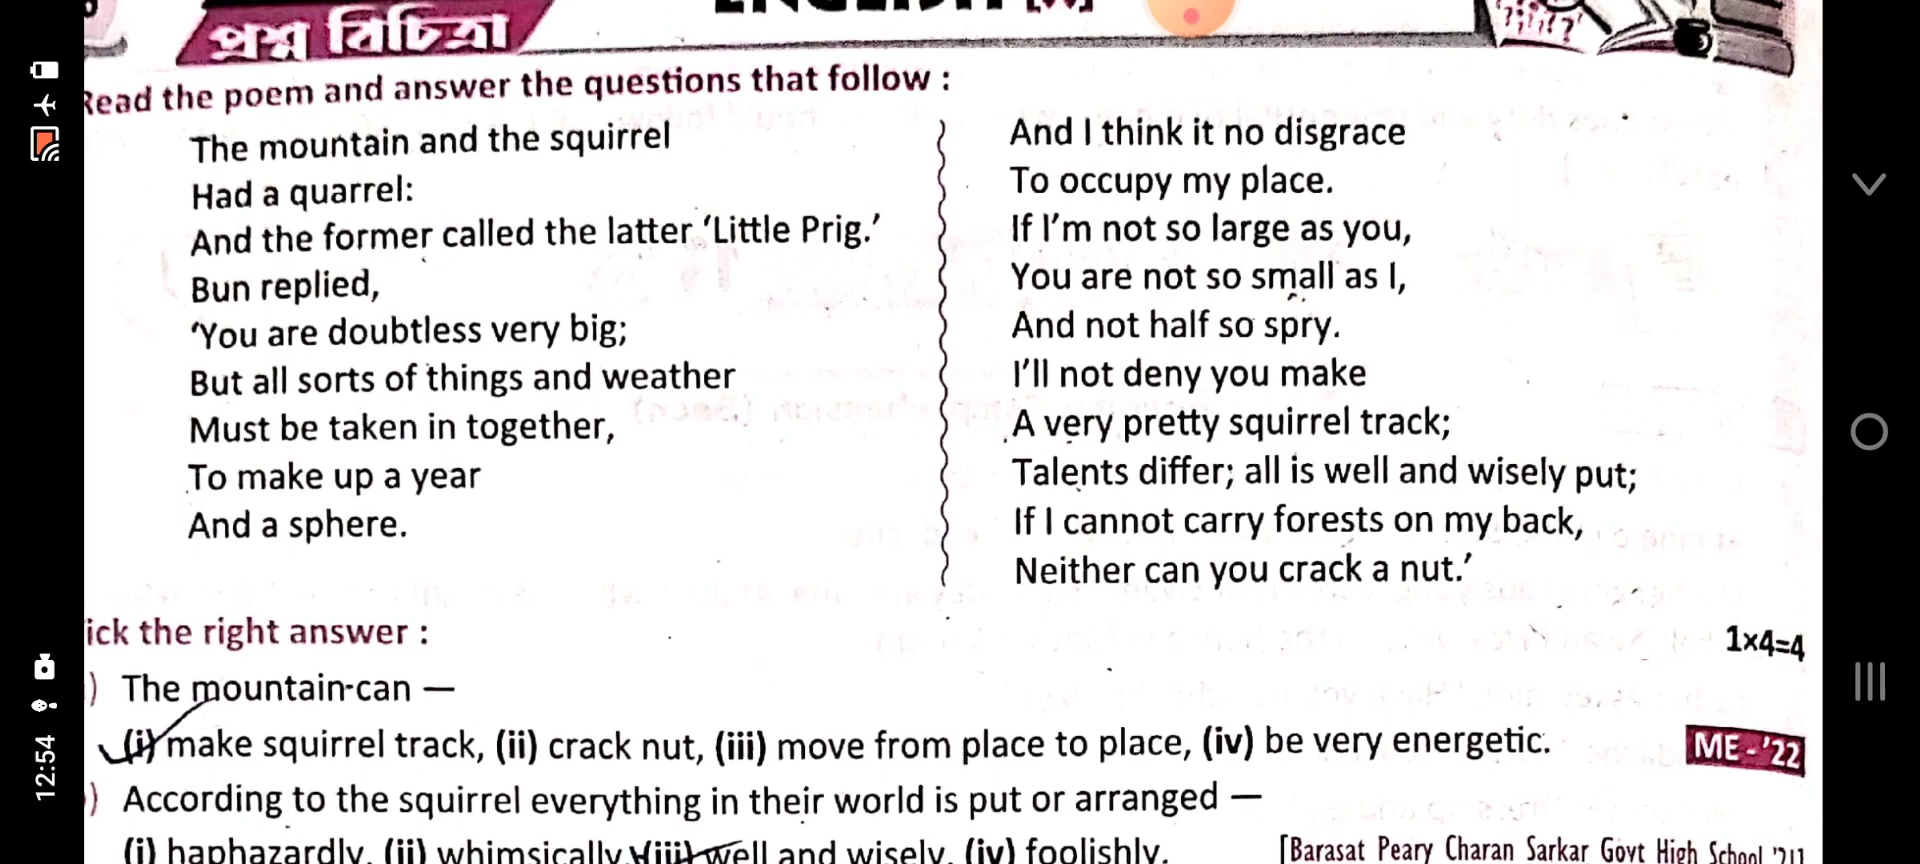 প্রশ্ন বিচিত্রা
Read the poem and answer the questions that follow :
The mountain and the squirrel
Had a quarrel:
And the former called the latter ‘Little Prig.’
Bun replied,
‘You are doubtless very big;
But all sorts of things and weather
Must be taken in together,
To make up a year
And a sphere.
And I think it no disgrace
To occupy my place.
If I’m not so large as you,
You are not so small as I,
And not half so spry.
I’ll not deny you make
A very pretty squirrel track;
Talents differ; all is well and wisely put;
If I cannot carry forests on my back,
Neither can you crack a nut.’
ick the right answer : 1×4=4
) The mountain can —
(i) make squirrel track, (ii) crack nut, (iii) move from place to place, (iv) be very energetic. ME - '22
) According to the squirrel everything in their world is put or arranged —
(i) haphazardly, (ii) whimsically, (iii) well and wisely, (iv) foolishly. [Barasat Peary Charan Sarkar Govt High School '21]
12:54